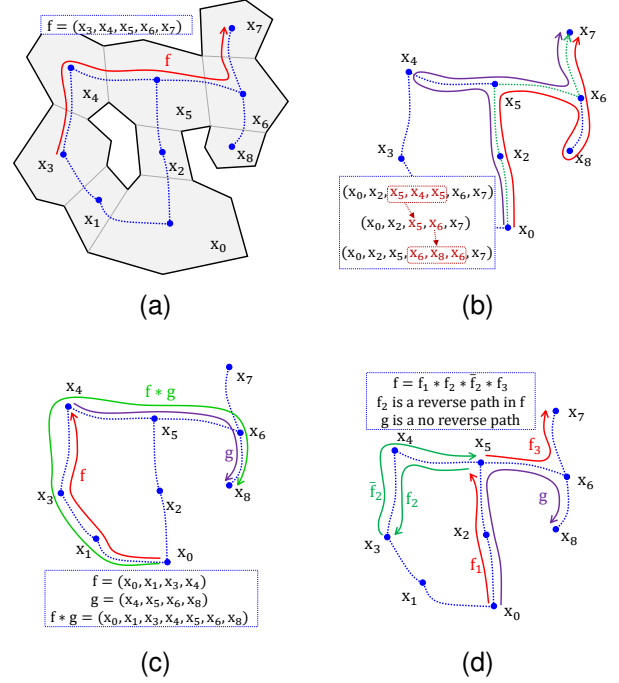 f = (x₃, x₄, x₅, x₆, x₇)
x₇
f
x₄
x₅
x₆
x₃
x₂
x₈
x₁
x₀
(a)
x₇
x₄
x₅
x₆
x₃
x₂
x₈
(x₀, x₂, x₅, x₄, x₅, x₆, x₇)
(x₀, x₂, x₅, x₆, x₇)
(x₀, x₂, x₅, x₆, x₈, x₆, x₇)
x₀
(b)
x₇
f ∗ g
x₄
x₅
x₆
g
f
x₈
x₃
x₂
x₁
x₀
f = (x₀, x₁, x₃, x₄)
g = (x₄, x₅, x₆, x₈)
f ∗ g = (x₀, x₁, x₃, x₄, x₅, x₆, x₈)
(c)
f = f₁ ∗ f₂ ∗ f̄₂ ∗ f₃
f₂ is a reverse path in f
g is a no reverse path
x₇
x₄
x₅
f₃
x₆
f̄₂
f₂
g
x₃
x₂
x₈
f₁
x₁
x₀
(d)